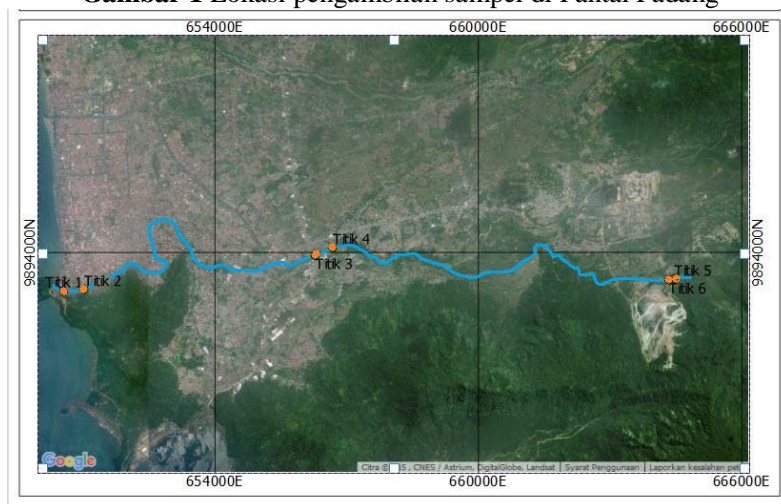 Gambar 1 Lokasi pengambilan sampel di Pantai Padang
654000E 660000E 666000E
9894000N 9894000N
Titik 4
Titik 3
Titik 1 Titik 2
Titik 5
Titik 6
Google
, CNES / Astrium, DigitalGlobe, Landsat Syarat Penggunaan Laporkan kesalahan pet
654000E 660000E 666000E